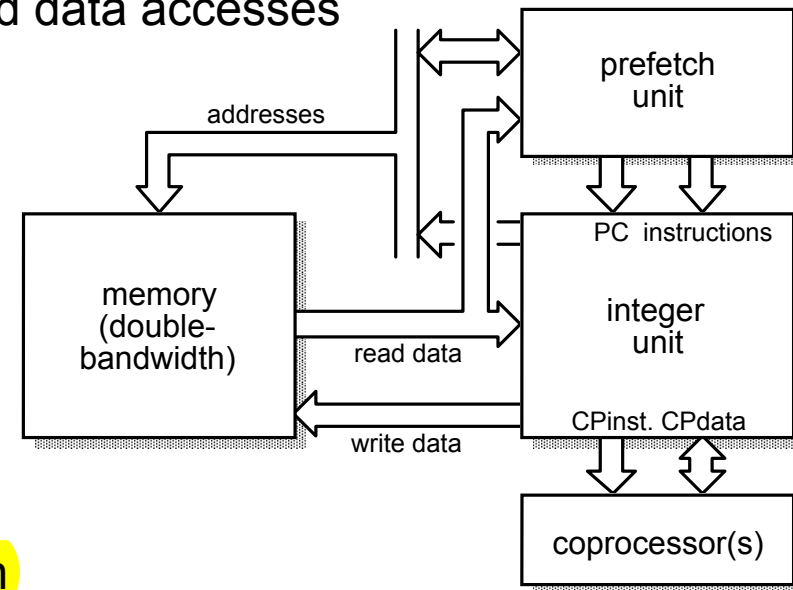 d data accesses
prefetch
unit
addresses
PC instructions
memory
(double-
bandwidth)
integer
unit
read data
CPinst. CPdata
write data
coprocessor(s)
n